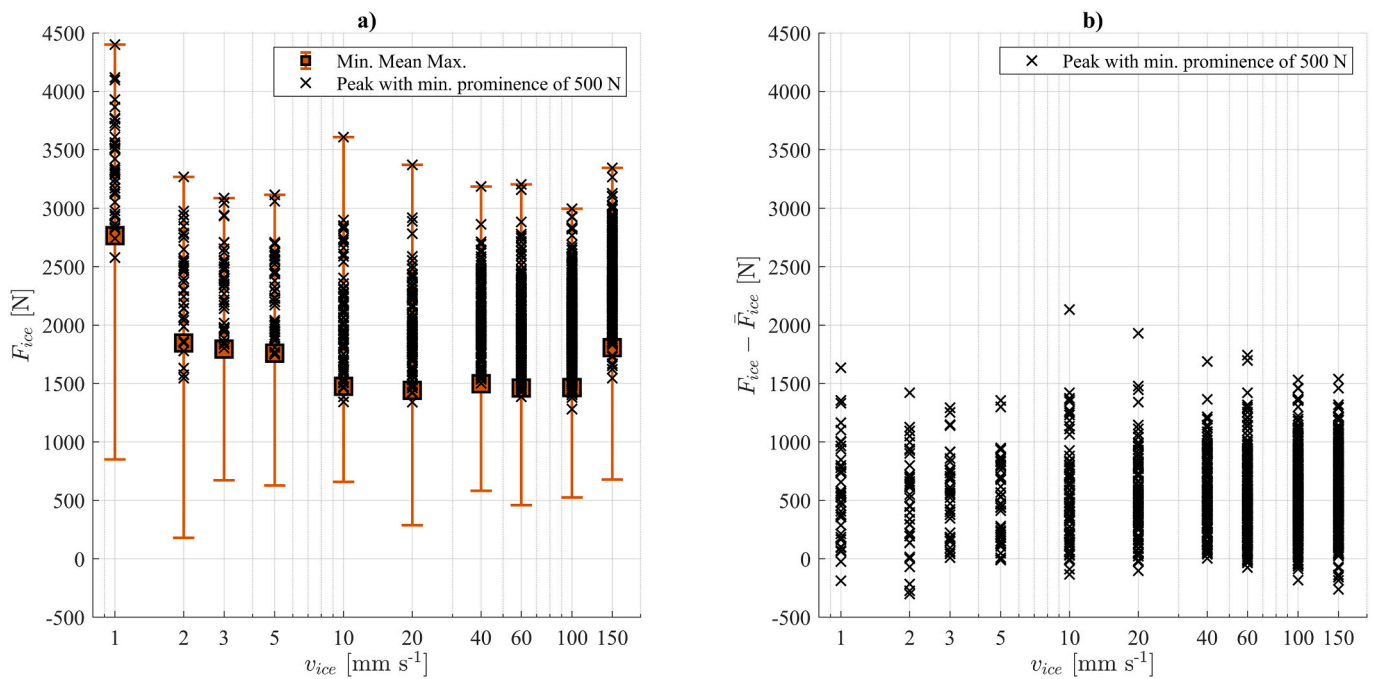 a)
4500
4000
3500
3000
2500
2000
1500
1000
500
0
-500
F_ice [N]
Min. Mean Max.
Peak with min. prominence of 500 N
1 2 3 5 10 20 40 60 100 150
v_ice [mm s⁻¹]
b)
4500
4000
3500
3000
2500
2000
1500
1000
500
0
-500
F_ice − F̄_ice [N]
Peak with min. prominence of 500 N
1 2 3 5 10 20 40 60 100 150
v_ice [mm s⁻¹]